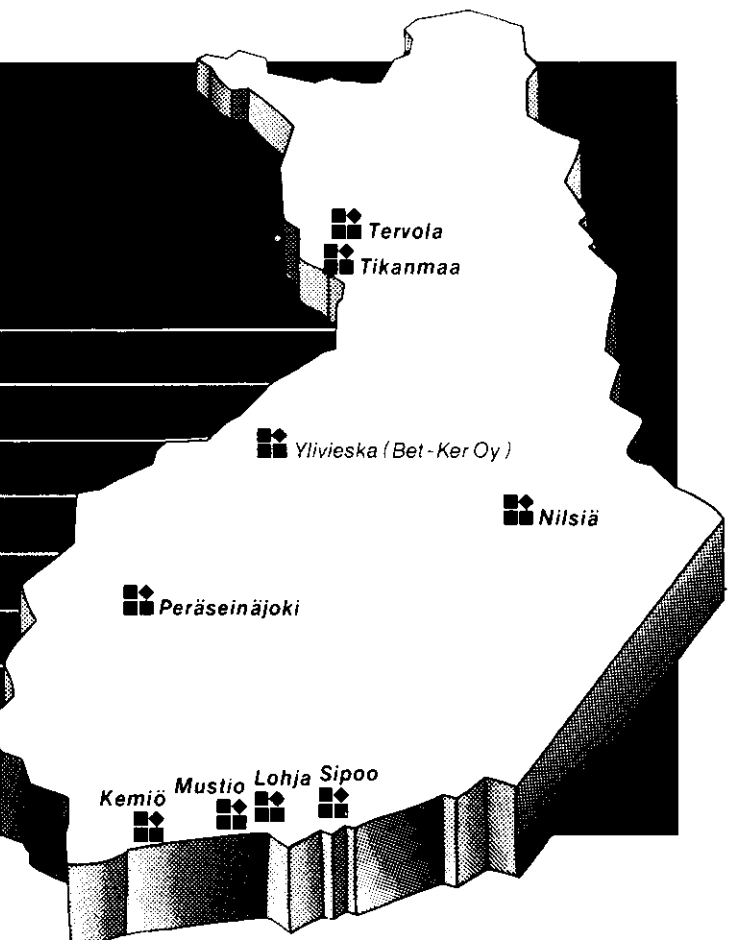 Tervola
Tikanmaa
Ylivieska (Bet-Ker Oy)
Nilsiä
Peräseinäjoki
Kemiö
Mustio
Lohja
Sipoo